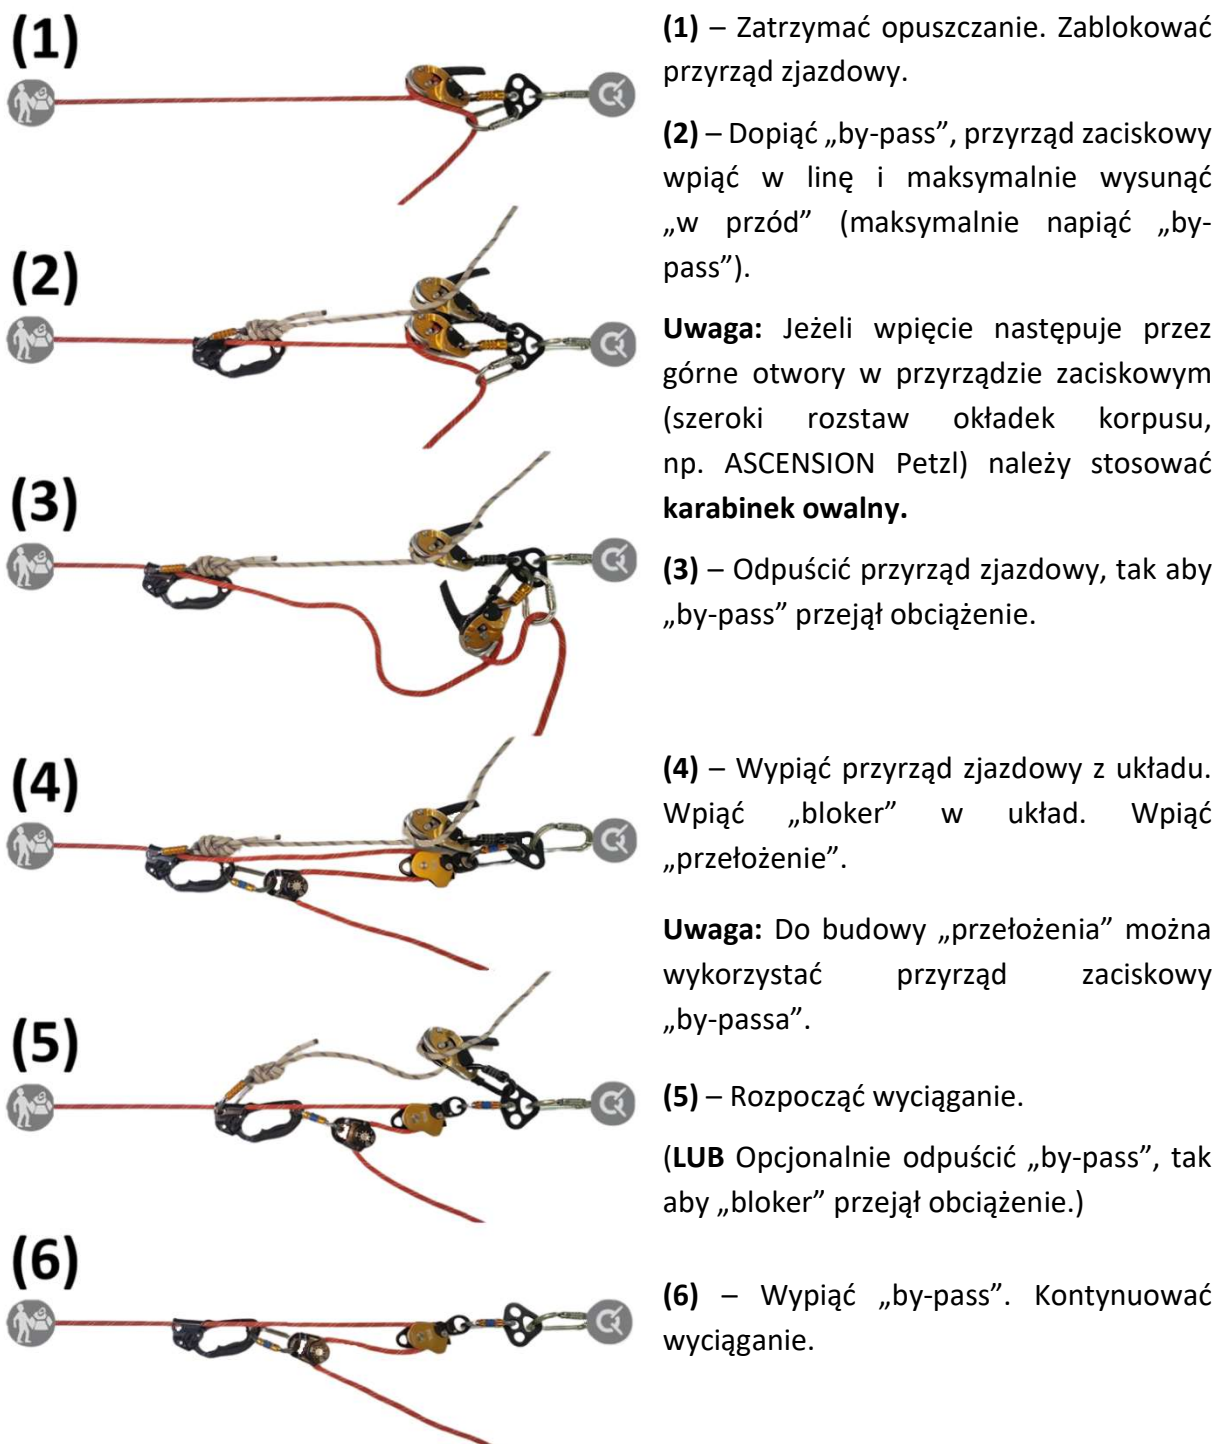 (1)
(1) – Zatrzymać opuszczanie. Zablokować
przyrząd zjazdowy.
(2)
(2) – Dopiąć „by-pass”, przyrząd zaciskowy
wpiąć w linę i maksymalnie wysunąć
„w przód” (maksymalnie napiąć „by-
pass”).
Uwaga: Jeżeli wpięcie następuje przez
górne otwory w przyrządzie zaciskowym
(szeroki rozstaw okładek korpusu,
np. ASCENSION Petzl) należy stosować
karabinek owalny.
(3)
(3) – Odpuścić przyrząd zjazdowy, tak aby
„by-pass” przejął obciążenie.
(4)
(4) – Wypiąć przyrząd zjazdowy z układu.
Wpiąć „bloker” w układ. Wpiąć
„przełożenie”.
Uwaga: Do budowy „przełożenia” można
wykorzystać przyrząd zaciskowy
„by-passa”.
(5)
(5) – Rozpocząć wyciąganie.
(LUB Opcjonalnie odpuścić „by-pass”, tak
aby „bloker” przejął obciążenie.)
(6)
(6) – Wypiąć „by-pass”. Kontynuować
wyciąganie.